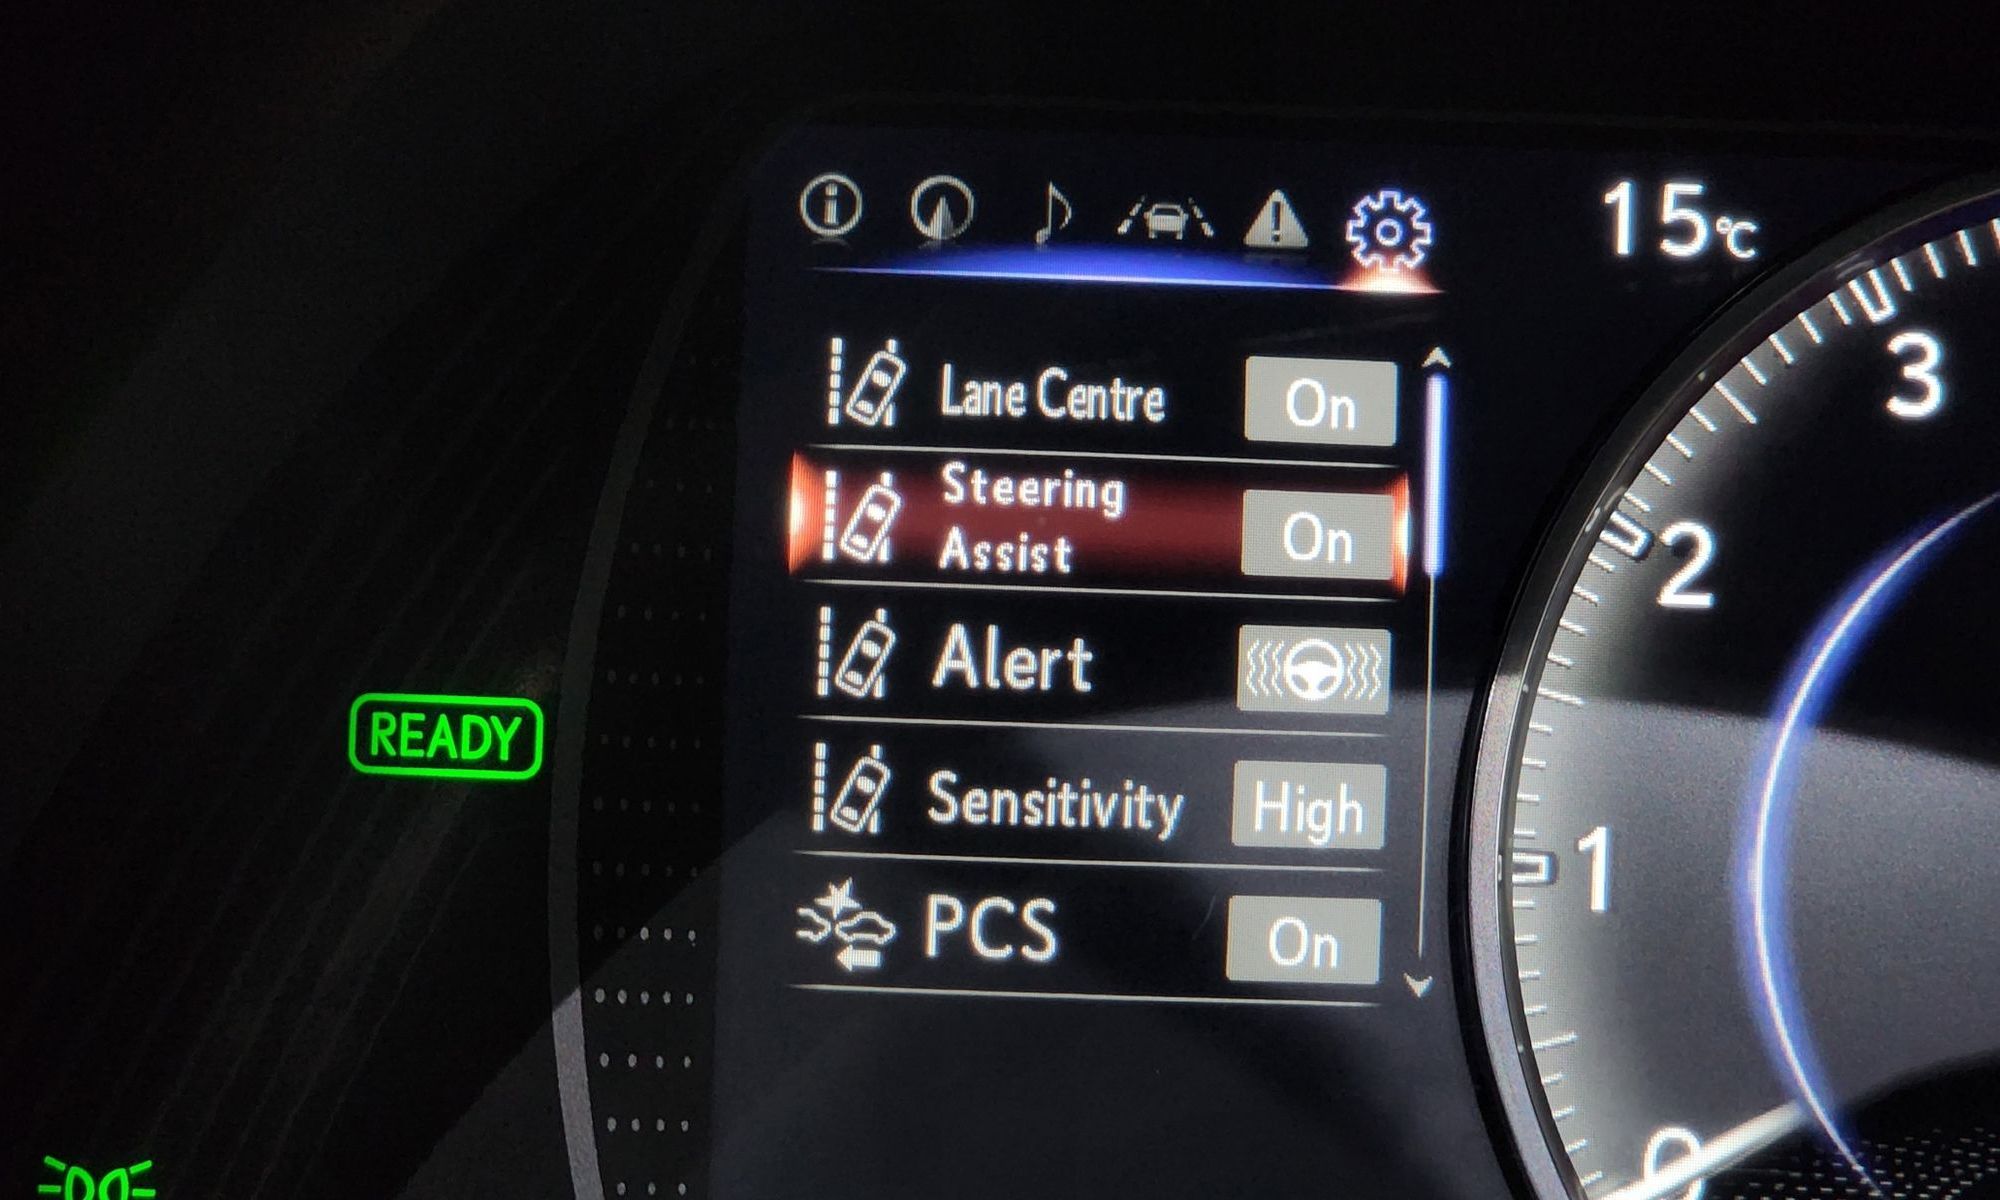 15°C
Lane Centre On
Steering
Assist On
Alert
Sensitivity High
PCS On
READY
3
2
1
0